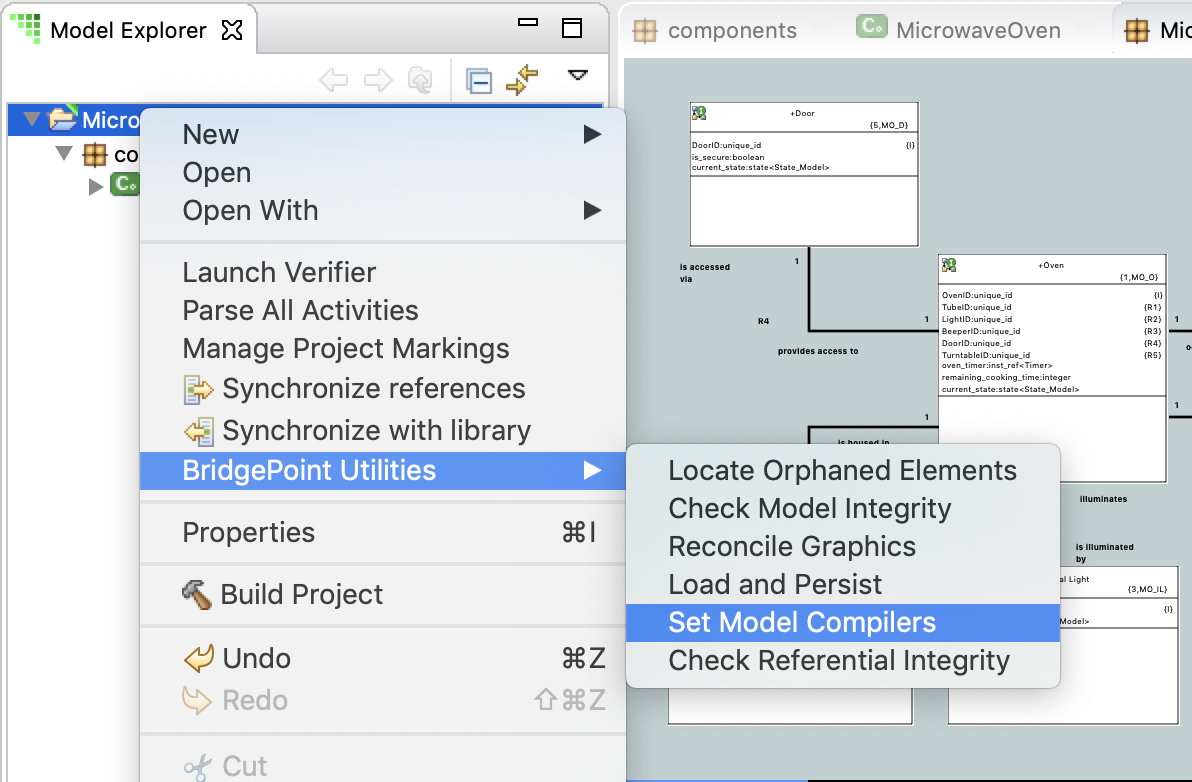 Model Explorer
components
MicrowaveOven
Mic
Micro
co
C
New
Open
Open With
Launch Verifier
Parse All Activities
Manage Project Markings
Synchronize references
Synchronize with library
BridgePoint Utilities
Properties ⌘I
Build Project
Undo ⌘Z
Redo ⇧⌘Z
Cut
Locate Orphaned Elements
Check Model Integrity
Reconcile Graphics
Load and Persist
Set Model Compilers
Check Referential Integrity
+Door
{5,MO_D}
DoorID:unique_id {I}
is_secure:boolean
current_state:state<State_Model>
is accessed
via
1
R4
1
provides access to
+Oven
{1,MO_O}
OvenID:unique_id {I}
TubeID:unique_id {R1}
LightID:unique_id {R2}
BeeperID:unique_id {R3}
DoorID:unique_id {R4}
TurntableID:unique_id {R5}
oven_timer:inst_ref<Timer>
remaining_cooking_time:integer
current_state:state<State_Model>
1
1
1
is housed in
illuminates
is illuminated
by
al Light
{3,MO_IL}
{I}
Model>